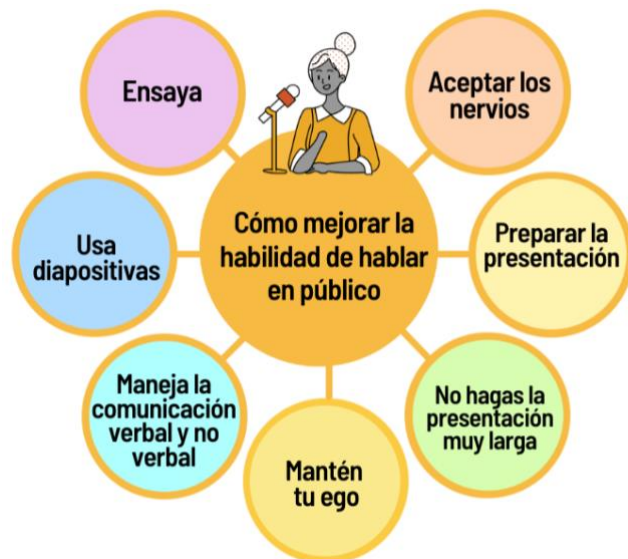 Cómo mejorar la
habilidad de hablar
en público
Aceptar los
nervios
Preparar la
presentación
No hagas la
presentación
muy larga
Mantén
tu ego
Maneja la
comunicación
verbal y no
verbal
Usa
diapositivas
Ensaya